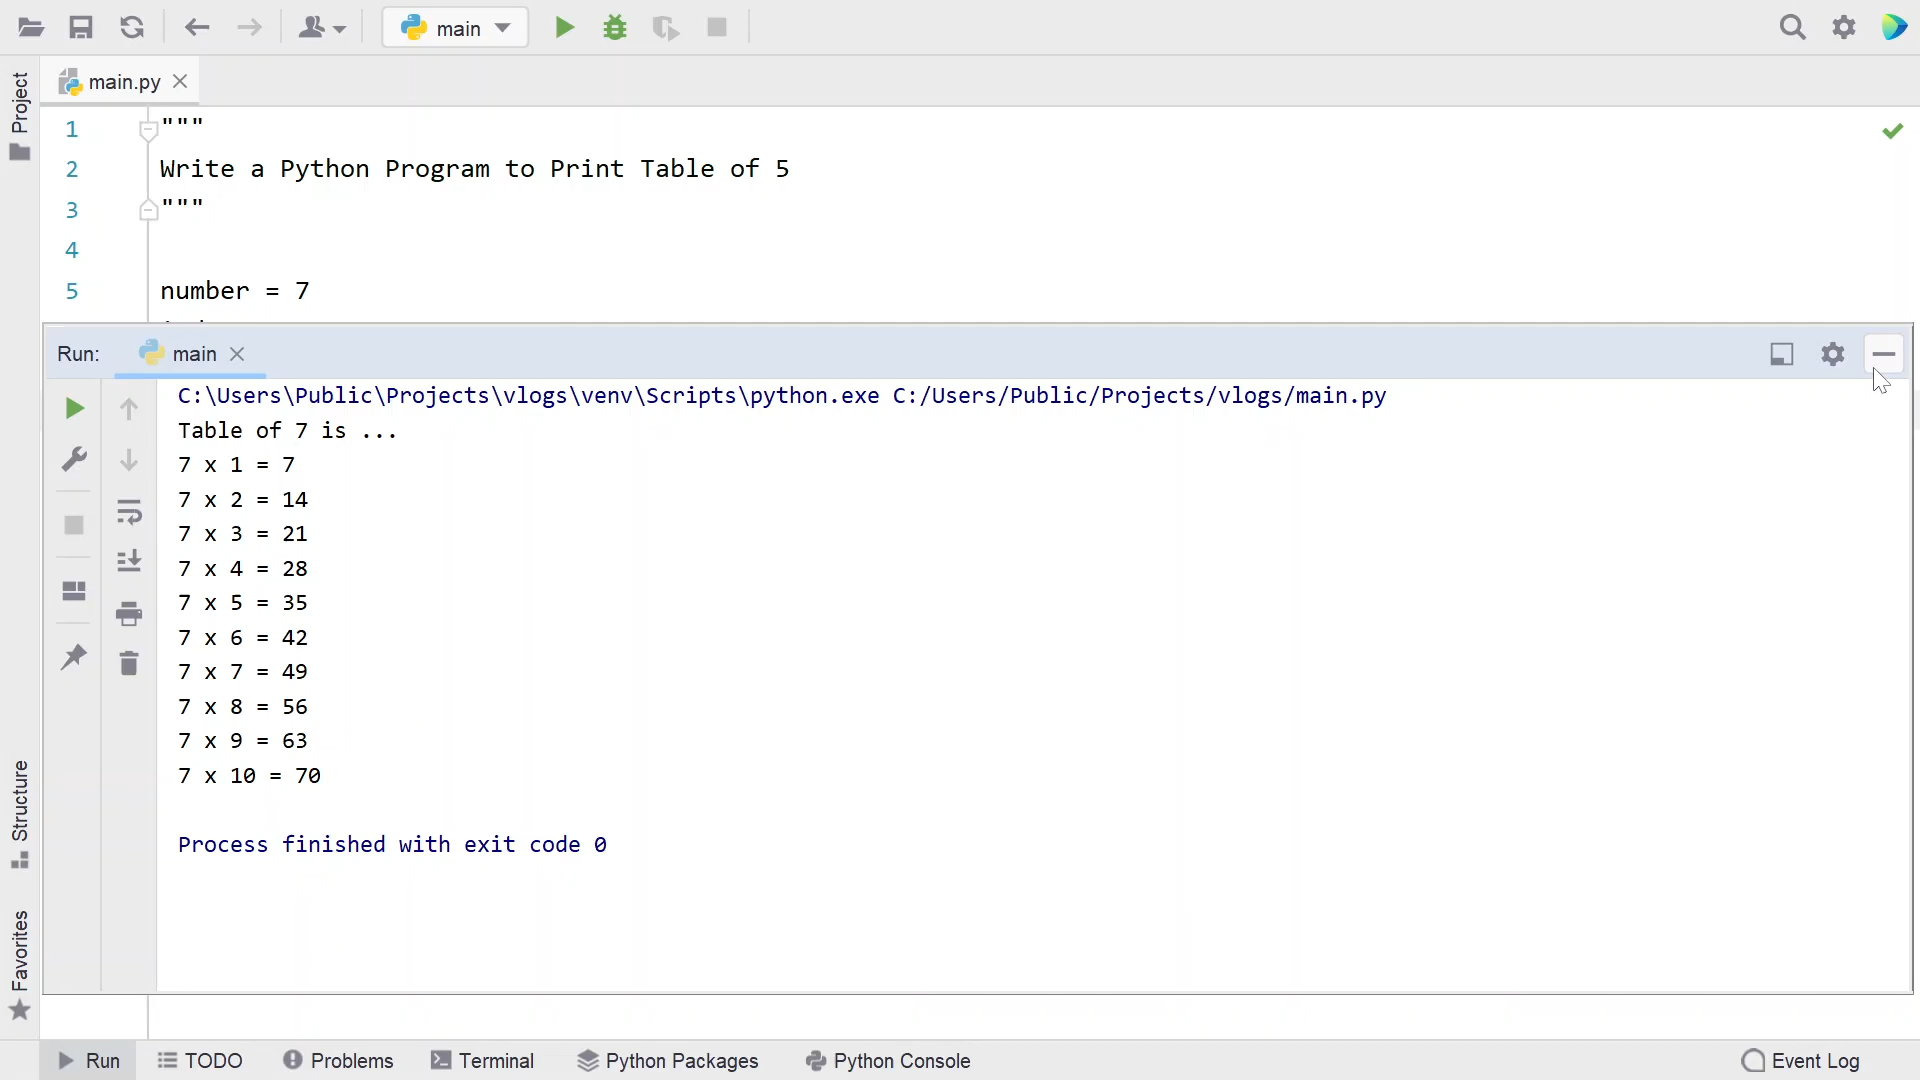 main
main.py
Project
1 """
2 Write a Python Program to Print Table of 5
3 """
4
5 number = 7
Run: main
C:\Users\Public\Projects\vlogs\venv\Scripts\python.exe C:/Users/Public/Projects/vlogs/main.py
Table of 7 is ...
7 x 1 = 7
7 x 2 = 14
7 x 3 = 21
7 x 4 = 28
7 x 5 = 35
7 x 6 = 42
7 x 7 = 49
7 x 8 = 56
7 x 9 = 63
7 x 10 = 70
Process finished with exit code 0
Structure
Favorites
Run TODO Problems Terminal Python Packages Python Console Event Log